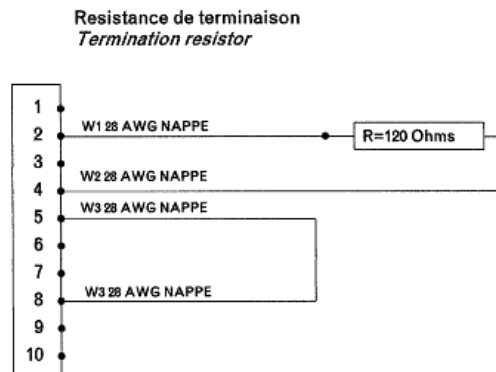 Resistance de terminaison
Termination resistor
1
W1 28 AWG NAPPE
2
R=120 Ohms
3
W2 28 AWG NAPPE
4
W3 28 AWG NAPPE
5
6
7
W3 28 AWG NAPPE
8
9
10